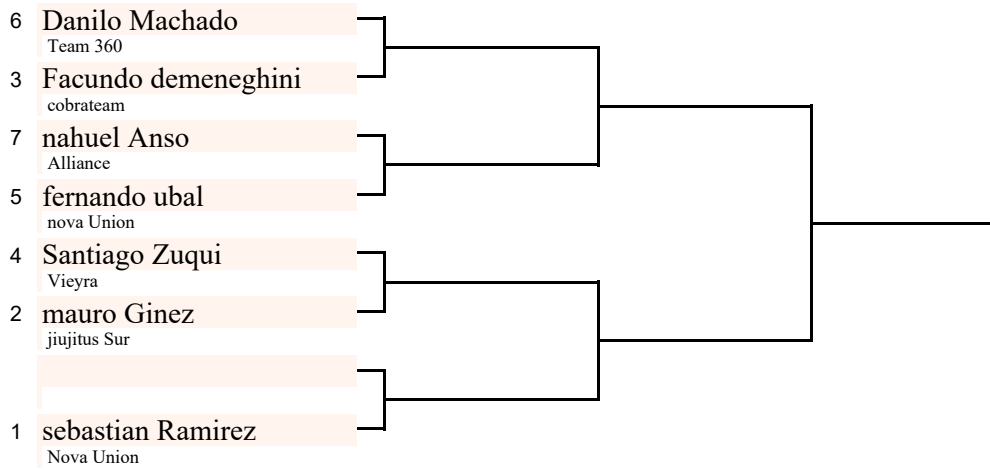 6 Danilo Machado
Team 360
3 Facundo demeneghini
cobrateam
7 nahuel Anso
Alliance
5 fernando ubal
nova Union
4 Santiago Zuqui
Vieyra
2 mauro Ginez
jiujitus Sur
1 sebastian Ramirez
Nova Union